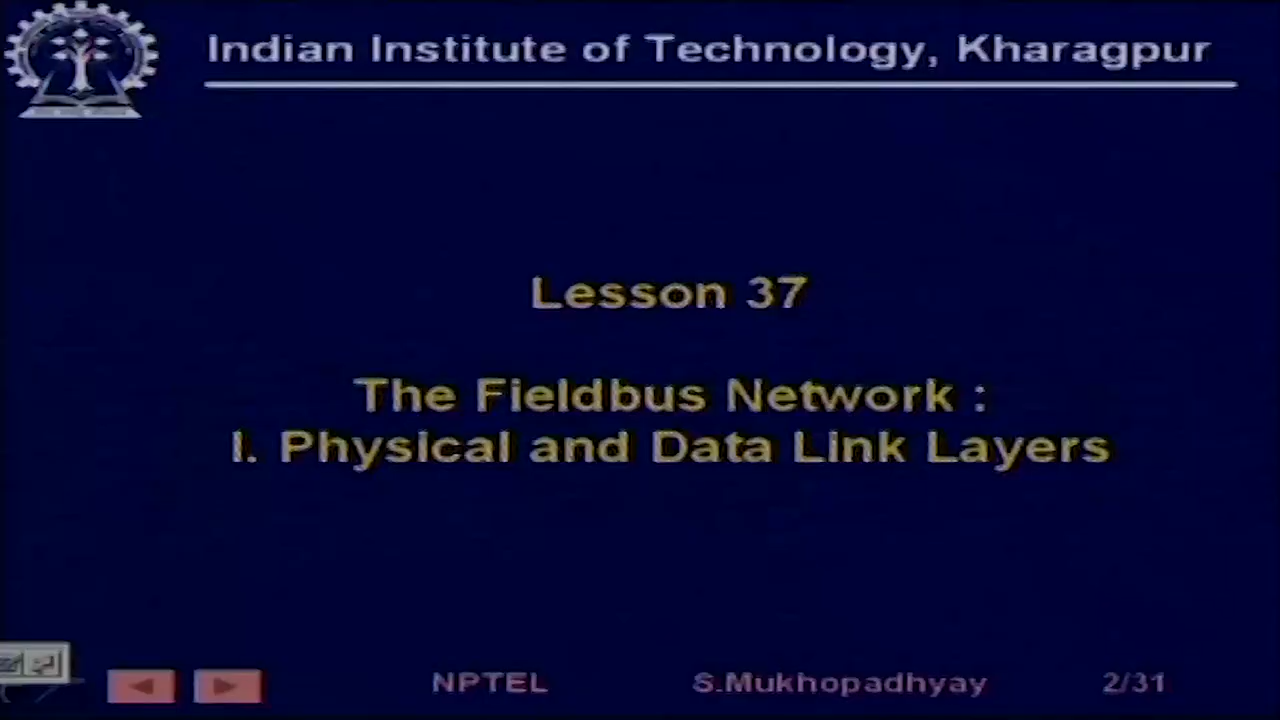 Indian Institute of Technology, Kharagpur
Lesson 37
The Fieldbus Network :
I. Physical and Data Link Layers
NPTEL S.Mukhopadhyay 2/31